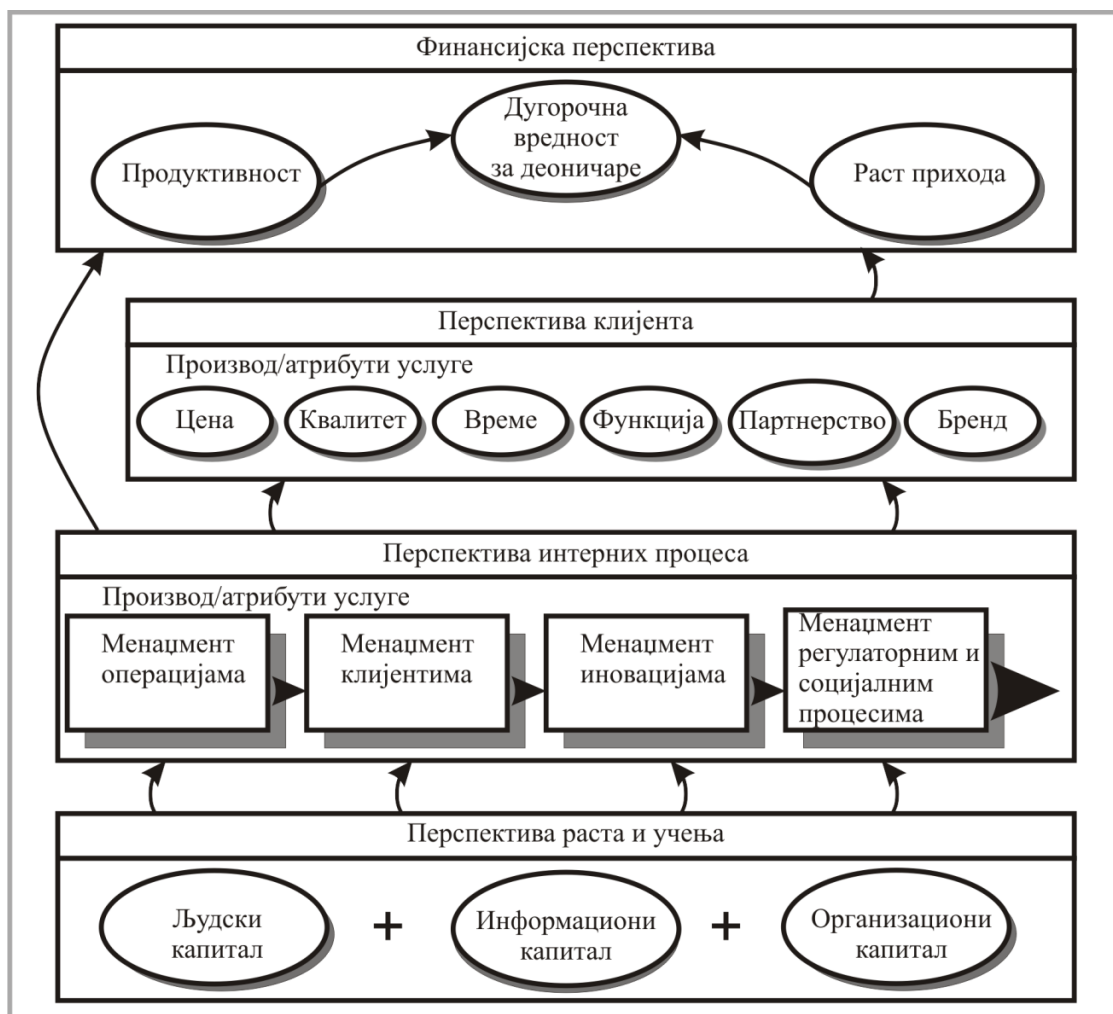 Финансијска перспектива
Дугорочна
вредност
за деоничаре
Продуктивност
Раст прихода
Перспектива клијента
Производ/атрибути услуге
Цена
Квалитет
Време
Функција
Партнерство
Бренд
Перспектива интерних процеса
Производ/атрибути услуге
Менаџмент
операцијама
Менаџмент
клијентима
Менаџмент
иновацијама
Менаџмент
регулаторним и
социјалним
процесима
Перспектива раста и учења
Људски
капитал
+
Информациони
капитал
+
Организациони
капитал